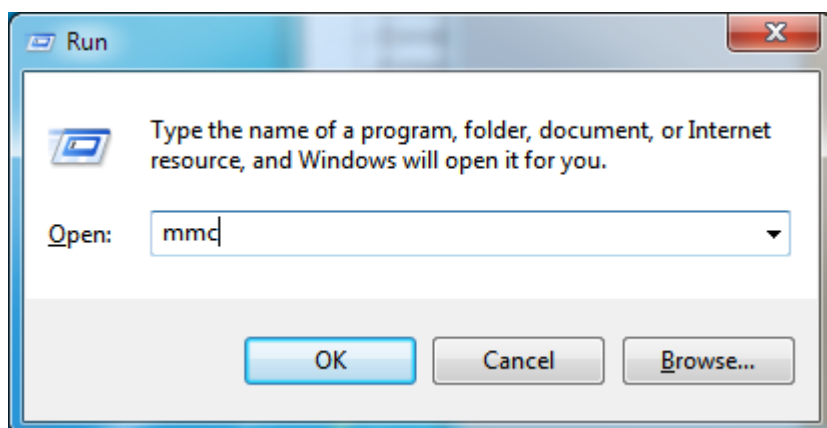 Run
Type the name of a program, folder, document, or Internet
resource, and Windows will open it for you.
Open: mmc
OK Cancel Browse...